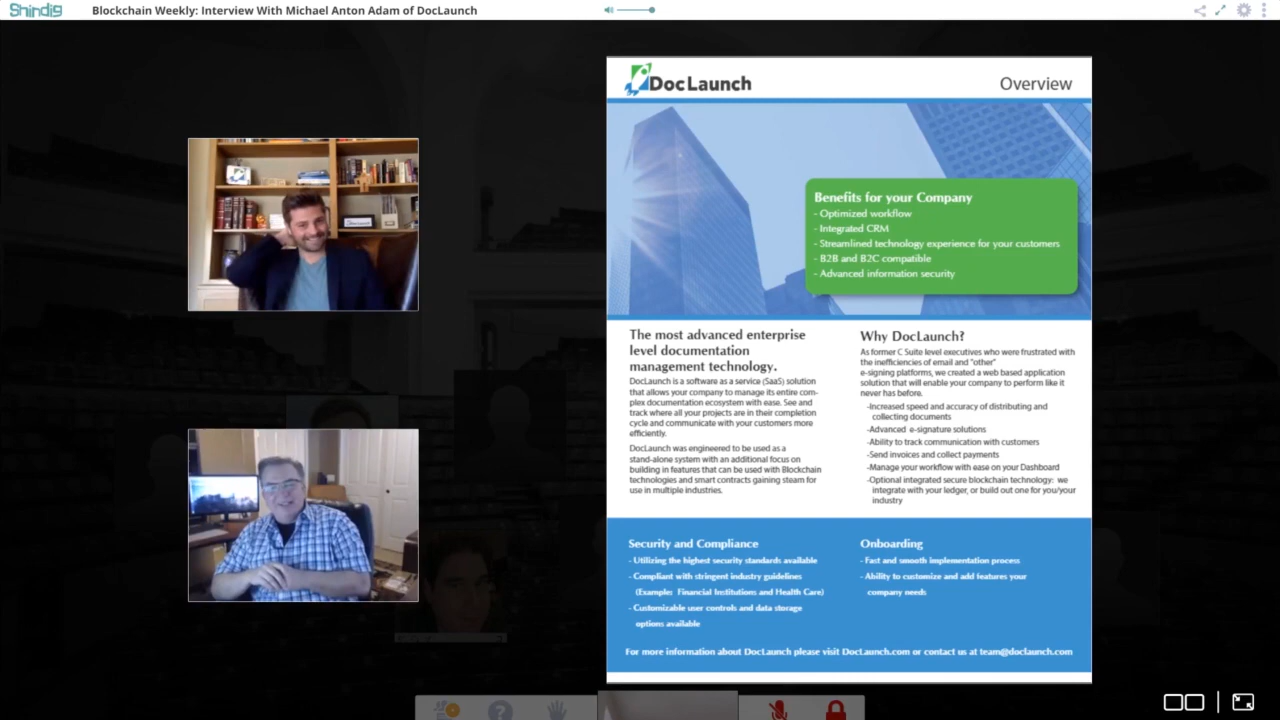 Shindig
Blockchain Weekly: Interview With Michael Anton Adam of DocLaunch
DocLaunch
Overview
Benefits for your Company
- Optimized workflow
- Integrated CRM
- Streamlined technology experience for your customers
- B2B and B2C compatible
- Advanced information security
The most advanced enterprise
level documentation
management technology.
DocLaunch is a software as a service (SaaS) solution
that allows your company to manage its entire com-
plex documentation ecosystem with ease. See and
track where all your projects are in their completion
cycle and communicate with your customers more
efficiently.
DocLaunch was engineered to be used as a
stand-alone system with an additional focus on
building in features that can be used with Blockchain
technologies and smart contracts gaining steam for
use in multiple industries.
Why DocLaunch?
As former C Suite level executives who were frustrated with
the inefficiencies of email and "other"
e-signing platforms, we created a web based application
solution that will enable your company to perform like it
never has before.
-Increased speed and accuracy of distributing and
collecting documents
-Advanced e-signature solutions
-Ability to track communication with customers
-Send invoices and collect payments
-Manage your workflow with ease on your Dashboard
-Optional integrated secure blockchain technology: we
integrate with your ledger, or build out one for you/your
industry
Security and Compliance
- Utilizing the highest security standards available
- Compliant with stringent industry guidelines
(Example: Financial Institutions and Health Care)
- Customizable user controls and data storage
options available
Onboarding
- Fast and smooth implementation process
- Ability to customize and add features your
company needs
For more information about DocLaunch please visit DocLaunch.com or contact us at team@doclaunch.com